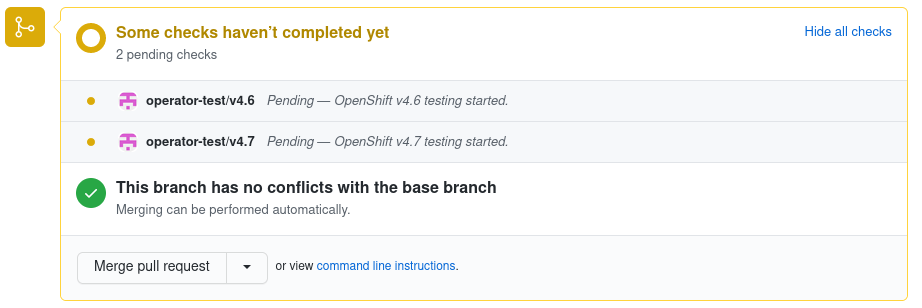 Some checks haven’t completed yet
Hide all checks
2 pending checks
operator-test/v4.6 Pending — OpenShift v4.6 testing started.
operator-test/v4.7 Pending — OpenShift v4.7 testing started.
This branch has no conflicts with the base branch
Merging can be performed automatically.
Merge pull request or view command line instructions.